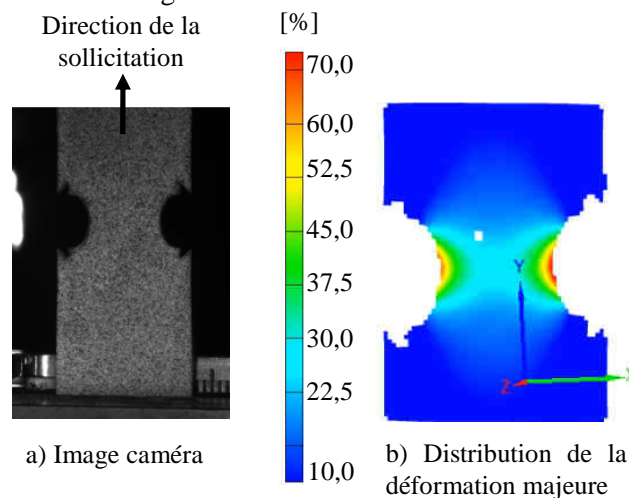 Direction de la
sollicitation
[%]
70,0
60,0
52,5
45,0
37,5
30,0
22,5
10,0
Y
Z
X
a) Image caméra
b) Distribution de la
déformation majeure